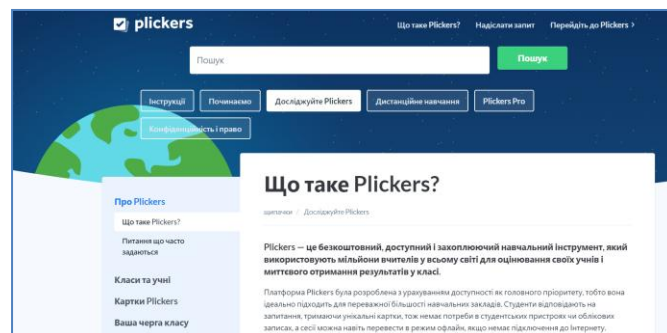 plickers
Що таке Plickers? Надіслати запит Перейдіть до Plickers >
Пошук Пошук
Інструкції Починаємо Досліджуйте Plickers Дистанційне навчання Plickers Pro
Конфіденційність і право
Що таке Plickers?
щипачки / Досліджуйте Plickers
Про Plickers
Що таке Plickers?
Питання що часто
задаються
Класи та учні
Картки Plickers
Ваша черга класу
Plickers — це безкоштовний, доступний і захоплюючий навчальний інструмент, який
використовують мільйони вчителів у всьому світі для оцінювання своїх учнів і
миттєвого отримання результатів у класі.
Платформа Plickers була розроблена з урахуванням доступності як головного пріоритету, тобто вона
ідеально підходить для переважної більшості навчальних закладів. Студенти відповідають на
запитання, тримаючи унікальні картки, тож немає потреби в студентських пристроях чи облікових
записах, а сесії можна навіть перевести в режим офлайн, якщо немає підключення до Інтернету.